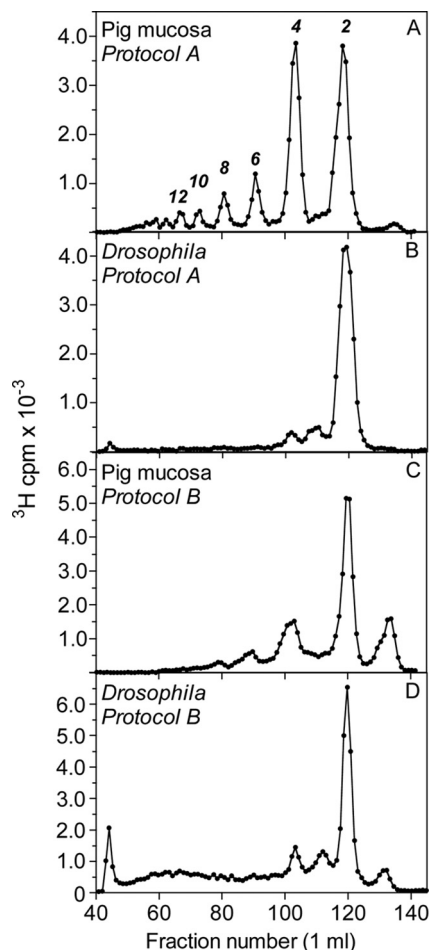 Pig mucosa
Protocol A
A
4.0
3.0
2.0
1.0
12 10 8 6 4 2
Drosophila
Protocol A
B
4.0
3.0
2.0
1.0
Pig mucosa
Protocol B
C
6.0
5.0
4.0
3.0
2.0
1.0
Drosophila
Protocol B
D
6.0
5.0
4.0
3.0
2.0
1.0
0
³H cpm x 10⁻³
40 60 80 100 120 140
Fraction number (1 ml)